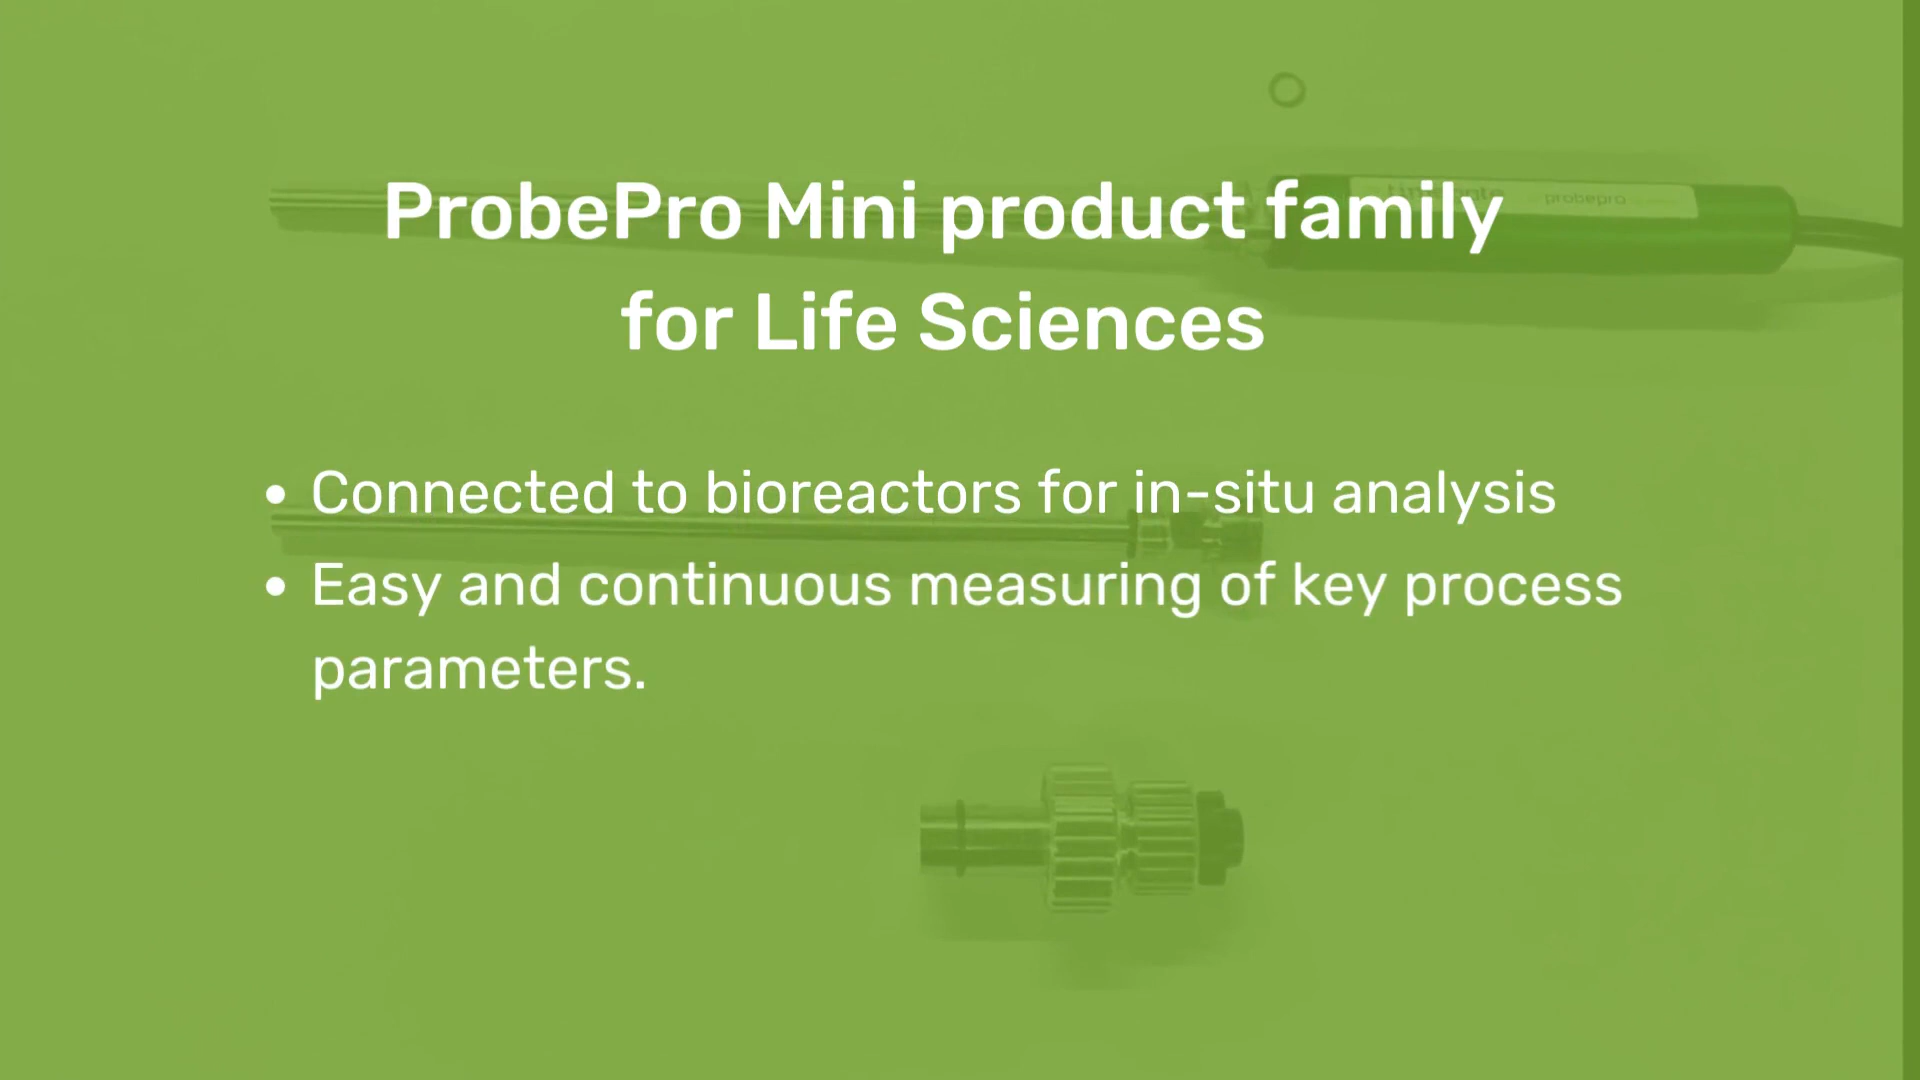 ProbePro Mini product family
for Life Sciences
• Connected to bioreactors for in-situ analysis
• Easy and continuous measuring of key process
parameters.
probepro